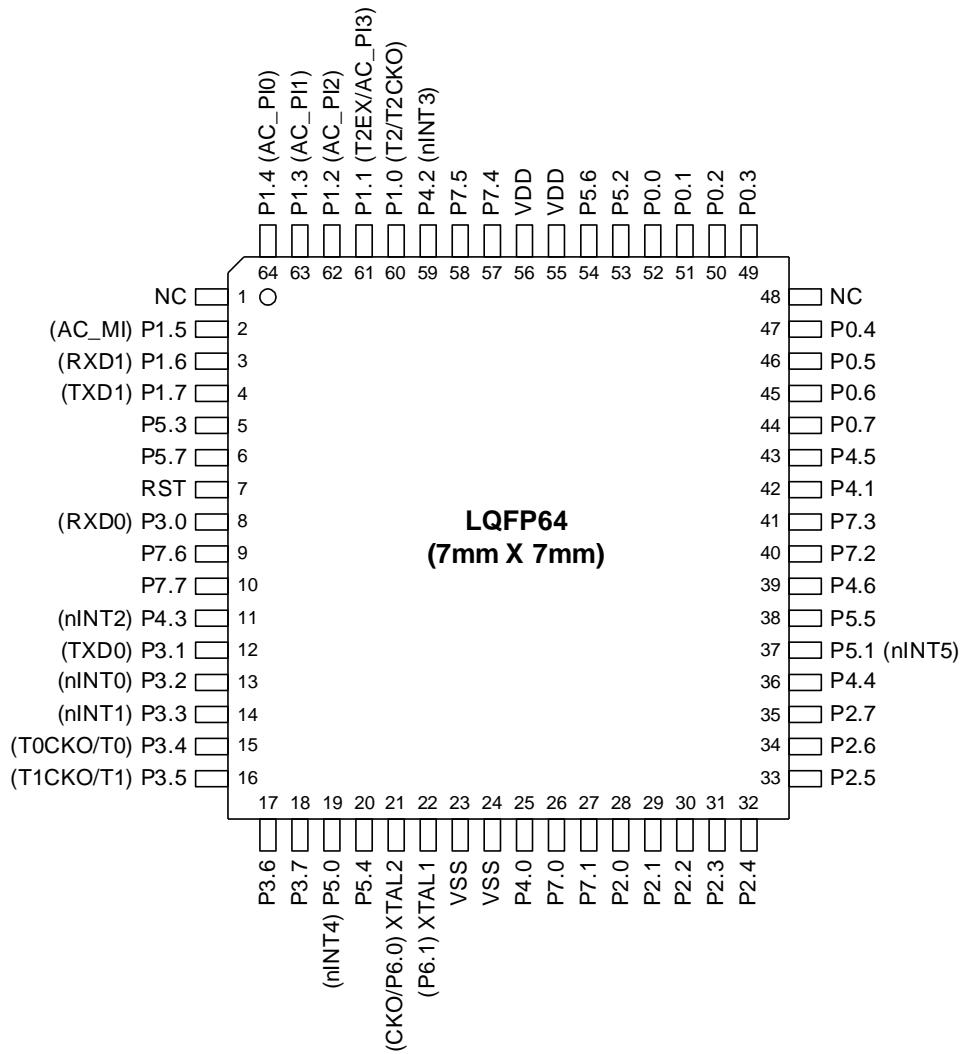 P1.4 (AC_PI0)
P1.3 (AC_PI1)
P1.2 (AC_PI2)
P1.1 (T2EX/AC_PI3)
P1.0 (T2/T2CKO)
P4.2 (nINT3)
P7.5
P7.4
VDD
VDD
P5.6
P5.2
P0.0
P0.1
P0.2
P0.3
64 63 62 61 60 59 58 57 56 55 54 53 52 51 50 49
NC 1
(AC_MI) P1.5 2
(RXD1) P1.6 3
(TXD1) P1.7 4
P5.3 5
P5.7 6
RST 7
(RXD0) P3.0 8
P7.6 9
P7.7 10
(nINT2) P4.3 11
(TXD0) P3.1 12
(nINT0) P3.2 13
(nINT1) P3.3 14
(T0CKO/T0) P3.4 15
(T1CKO/T1) P3.5 16
LQFP64
(7mm X 7mm)
48 NC
47 P0.4
46 P0.5
45 P0.6
44 P0.7
43 P4.5
42 P4.1
41 P7.3
40 P7.2
39 P4.6
38 P5.5
37 P5.1 (nINT5)
36 P4.4
35 P2.7
34 P2.6
33 P2.5
17 18 19 20 21 22 23 24 25 26 27 28 29 30 31 32
P3.6
P3.7
(nINT4) P5.0
P5.4
(CKO/P6.0) XTAL2
(P6.1) XTAL1
VSS
VSS
P4.0
P7.0
P7.1
P2.0
P2.1
P2.2
P2.3
P2.4